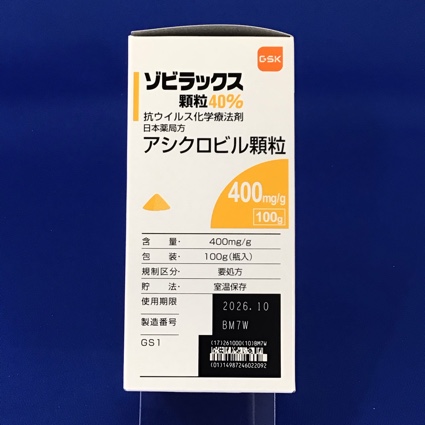 GSK
ゾビラックス
顆粒40%
抗ウイルス化学療法剤
日本薬局方
アシクロビル顆粒
400mg/g
100g
含量・ 400mg/g
包装・ 100g(瓶入)
規制区分・ 要処方
貯法・ 室温保存
使用期限 2026.10
製造番号 BM7W
GS1
(17)261000(10)BM7W
(01)14987246022092